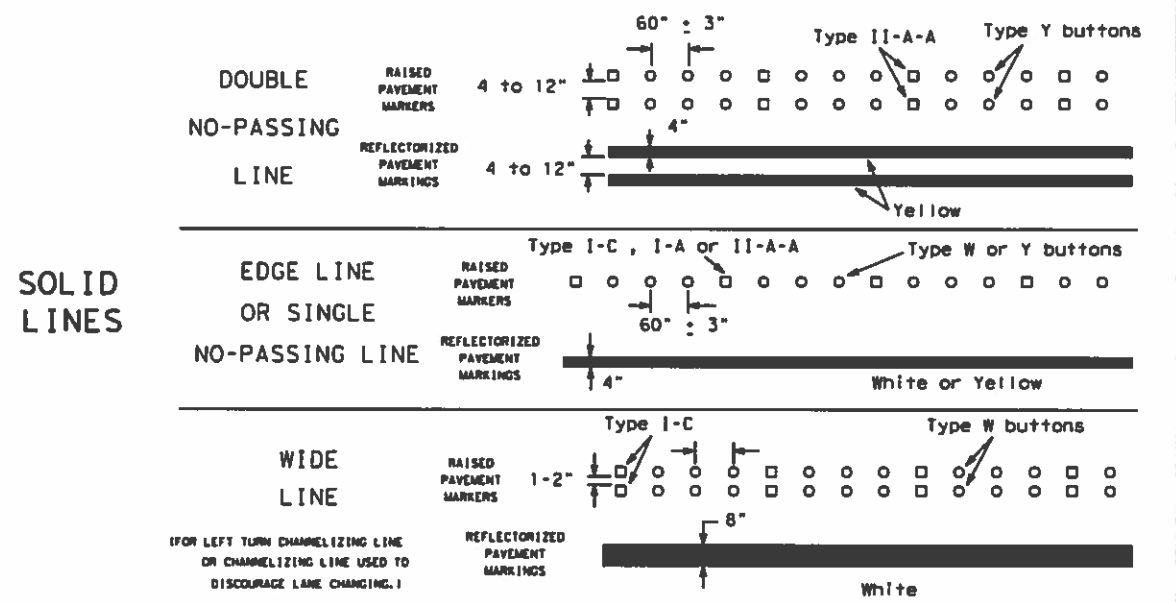 SOLID
LINES
DOUBLE
NO-PASSING
LINE
RAISED
PAVEMENT
MARKERS
4 to 12"
60" ± 3"
Type II-A-A
Type Y buttons
REFLECTORIZED
PAVEMENT
MARKINGS
4 to 12"
4"
Yellow
EDGE LINE
OR SINGLE
NO-PASSING LINE
RAISED
PAVEMENT
MARKERS
Type I-C , I-A or II-A-A
Type W or Y buttons
60" ± 3"
REFLECTORIZED
PAVEMENT
MARKINGS
4"
White or Yellow
WIDE
LINE
(FOR LEFT TURN CHANNELIZING LINE
OR CHANNELIZING LINE USED TO
DISCOURAGE LANE CHANGING.)
RAISED
PAVEMENT
MARKERS
1-2"
Type I-C
Type W buttons
REFLECTORIZED
PAVEMENT
MARKINGS
8"
White